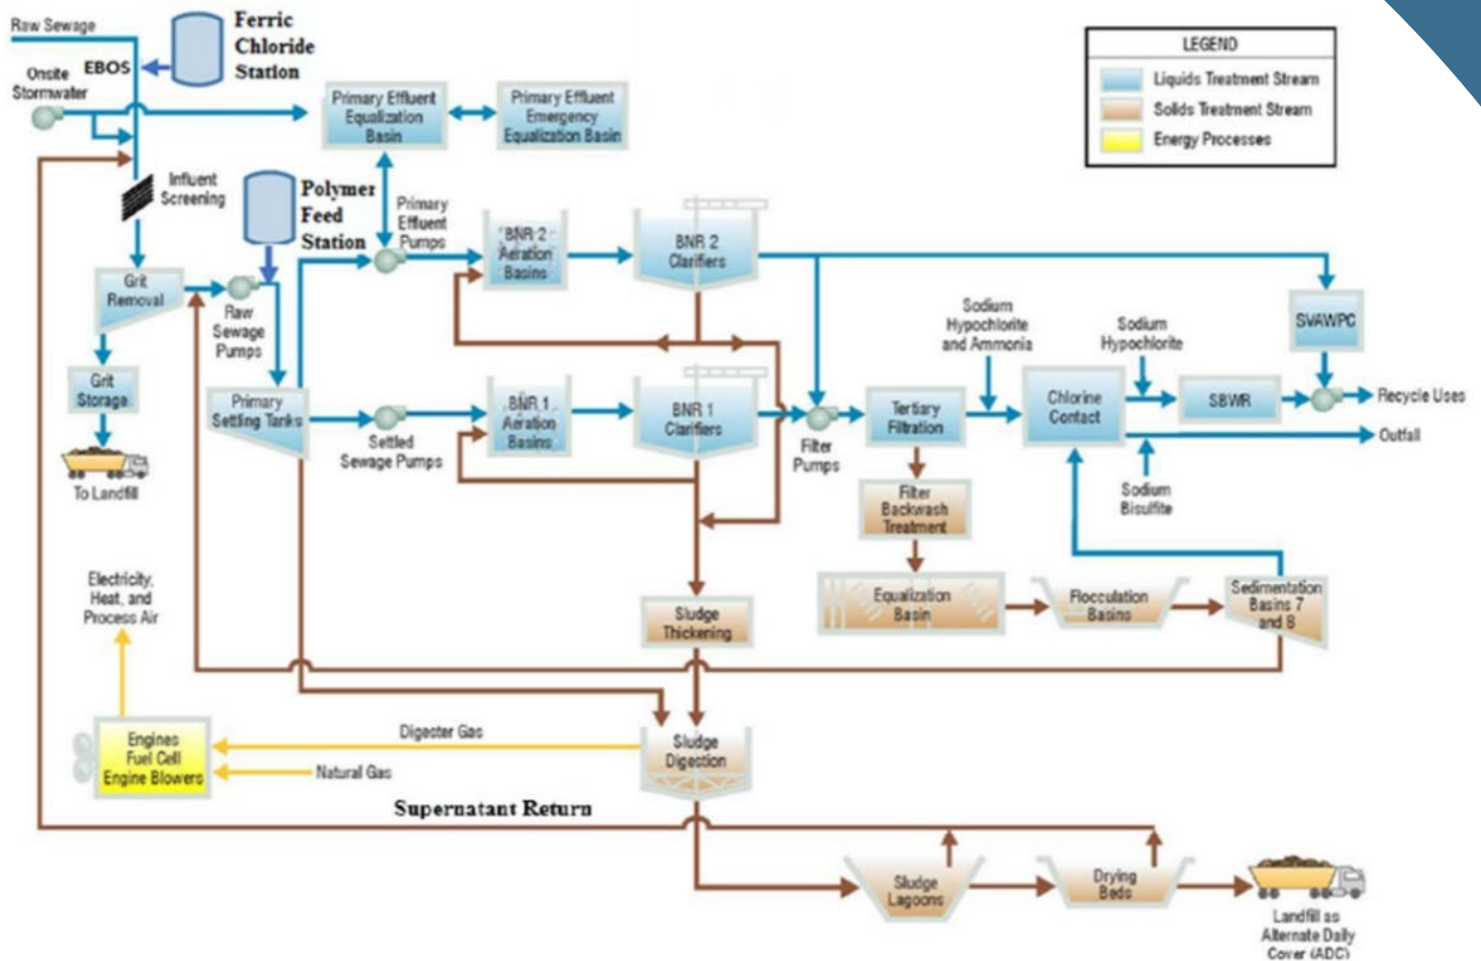 Raw Sewage
Ferric
Chloride
Station
EBOS
Onsite
Stormwater
Primary Effluent
Equalization
Basin
Primary Effluent
Emergency
Equalization Basin
LEGEND
Liquids Treatment Stream
Solids Treatment Stream
Energy Processes
Influent
Screening
Polymer
Feed
Station
Primary
Effluent
Pumps
BNR 2
Aeration
Basins
BNR 2
Clarifiers
Grit
Removal
Raw
Sewage
Pumps
SVAWPC
Sodium
Hypochlorite
and Ammonia
Sodium
Hypochlorite
Grit
Storage
Primary
Settling Tanks
Settled
Sewage Pumps
BNR 1
Aeration
Basins
BNR 1
Clarifiers
Filter
Pumps
Tertiary
Filtration
Chlorine
Contact
SBWR
Recycle Uses
Outfall
To Landfill
Sodium
Bisulfite
Filter
Backwash
Treatment
Electricity,
Heat, and
Process Air
Equalization
Basin
Flocculation
Basins
Sedimentation
Basins 7
and 8
Sludge
Thickening
Engines
Fuel Cell
Engine Blowers
Digester Gas
Natural Gas
Sludge
Digestion
Supernatant Return
Sludge
Lagoons
Drying
Beds
Landfill as
Alternate Daily
Cover (ADC)